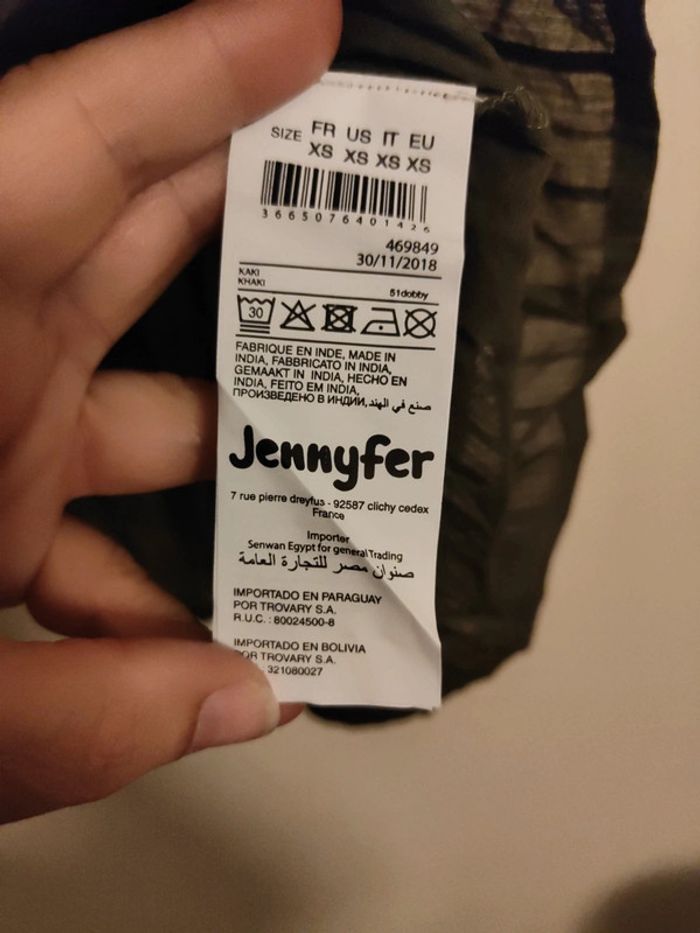 SIZE FR US IT EU
XS XS XS XS
3665076401426
469849
30/11/2018
KAKI
KHAKI
51dobby
30
FABRIQUE EN INDE, MADE IN
INDIA, FABBRICATO IN INDIA,
GEMAAKT IN INDIA, HECHO EN
INDIA, FEITO EM INDIA,
ПРОИЗВЕДЕНО В ИНДИИ, صنع في الهند
Jennyfer
7 rue pierre dreyfus - 92587 clichy cedex
France
Importer
Senwan Egypt for general Trading
صنوان مصر للتجارة العامة
IMPORTADO EN PARAGUAY
POR TROVARY S.A.
R.U.C. : 80024500-8
IMPORTADO EN BOLIVIA
OR TROVARY S.A.
321080027